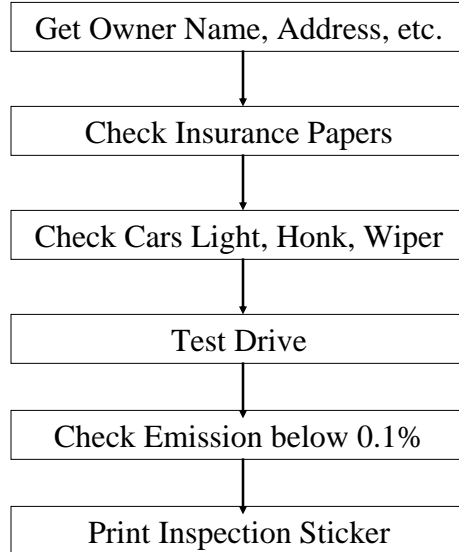 Get Owner Name, Address, etc.
Check Insurance Papers
Check Cars Light, Honk, Wiper
Test Drive
Check Emission below 0.1%
Print Inspection Sticker